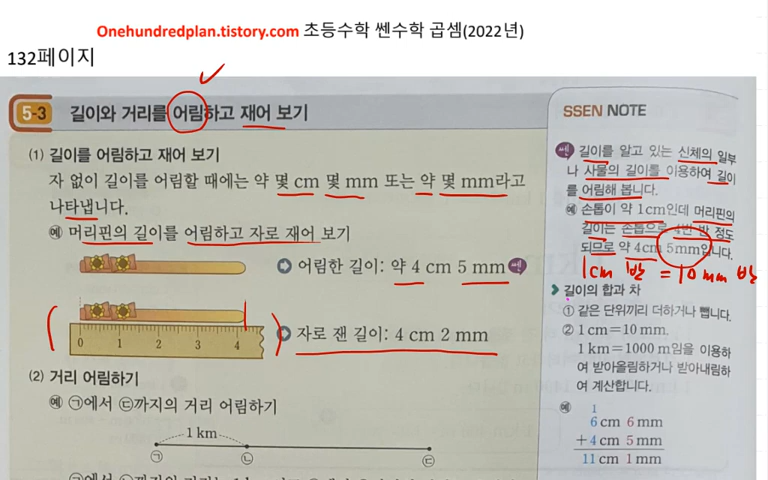 Onehundredplan.tistory.com 초등수학 쎈수학 곱셈(2022년)
132페이지
5-3 길이와 거리를 어림하고 재어 보기
(1) 길이를 어림하고 재어 보기
자 없이 길이를 어림할 때에는 약 몇 cm 몇 mm 또는 약 몇 mm라고
나타냅니다.
예 머리핀의 길이를 어림하고 자로 재어 보기
어림한 길이: 약 4 cm 5 mm 쎈
자로 잰 길이: 4 cm 2 mm
0 1 2 3 4
(2) 거리 어림하기
예 ㉠에서 ㉢까지의 거리 어림하기
1 km
㉠ ㉡ ㉢
SSEN NOTE
쎈 길이를 알고 있는 신체의 일부
나 사물의 길이를 이용하여 길이
를 어림해 봅니다.
예 손톱이 약 1cm인데 머리핀의
길이는 손톱으로 4번 반 정도
되므로 약 4cm 5mm입니다.
1cm 반 = 10mm 반
길이의 합과 차
① 같은 단위끼리 더하거나 뺍니다.
② 1 cm=10 mm,
1 km=1000 m임을 이용하
여 받아올림하거나 받아내림하
여 계산합니다.
예 1
6 cm 6 mm
+4 cm 5 mm
11 cm 1 mm